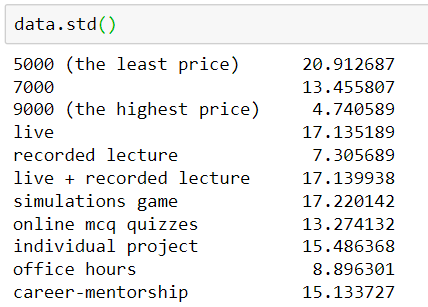 data.std()
5000 (the least price) 20.912687
7000 13.455807
9000 (the highest price) 4.740589
live 17.135189
recorded lecture 7.305689
live + recorded lecture 17.139938
simulations game 17.220142
online mcq quizzes 13.274132
individual project 15.486368
office hours 8.896301
career-mentorship 15.133727